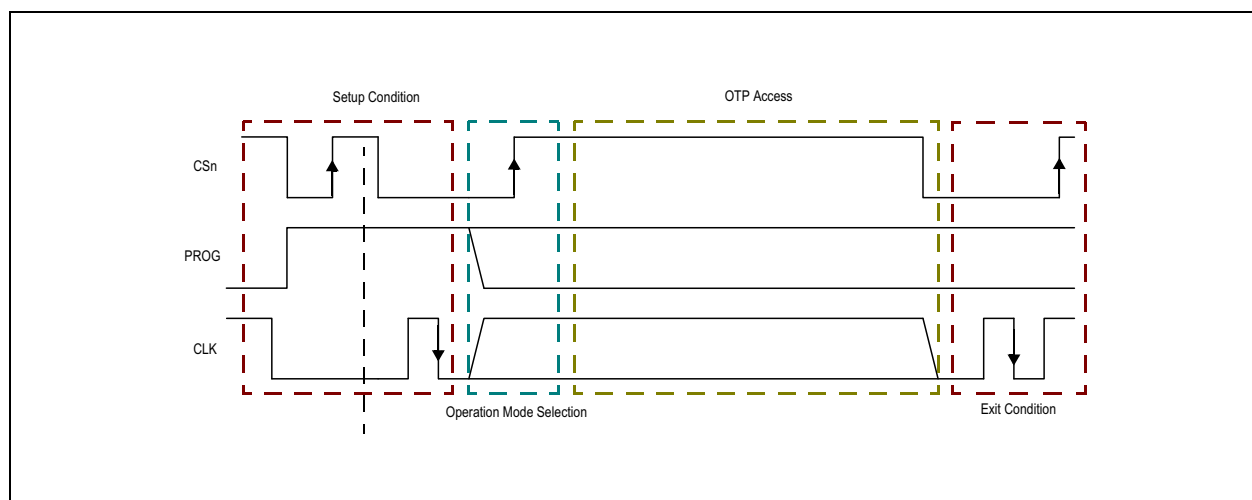 Setup Condition
OTP Access
CSn
PROG
CLK
Operation Mode Selection
Exit Condition